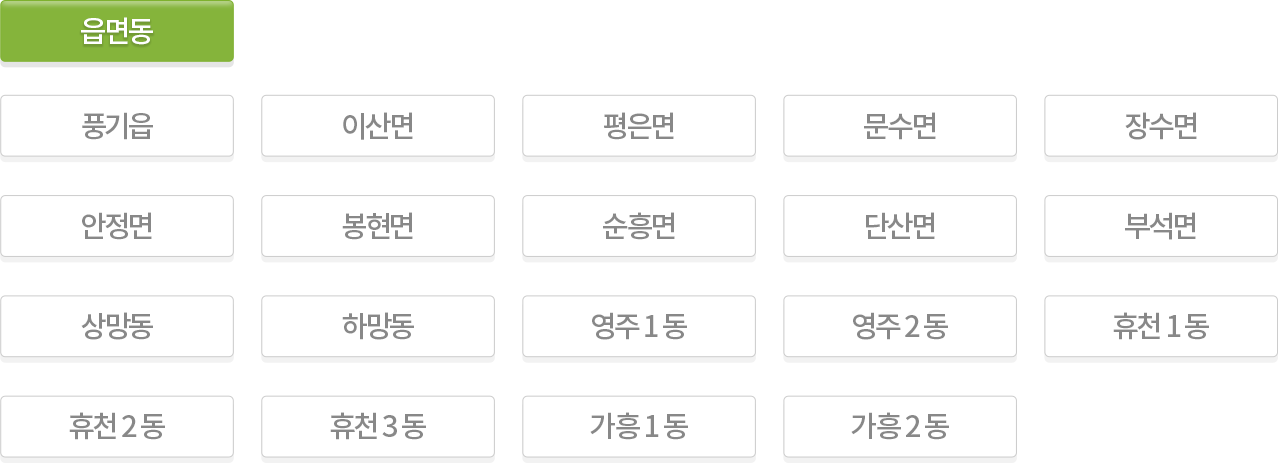 읍면동
풍기읍 이산면 평은면 문수면 장수면
안정면 봉현면 순흥면 단산면 부석면
상망동 하망동 영주1동 영주2동 휴천1동
휴천2동 휴천3동 가흥1동 가흥2동